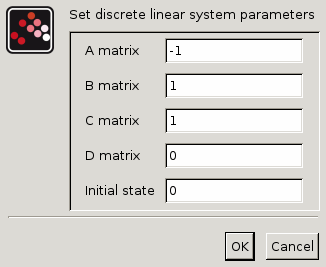 Set discrete linear system parameters
A matrix -1
B matrix 1
C matrix 1
D matrix 0
Initial state 0
OK Cancel